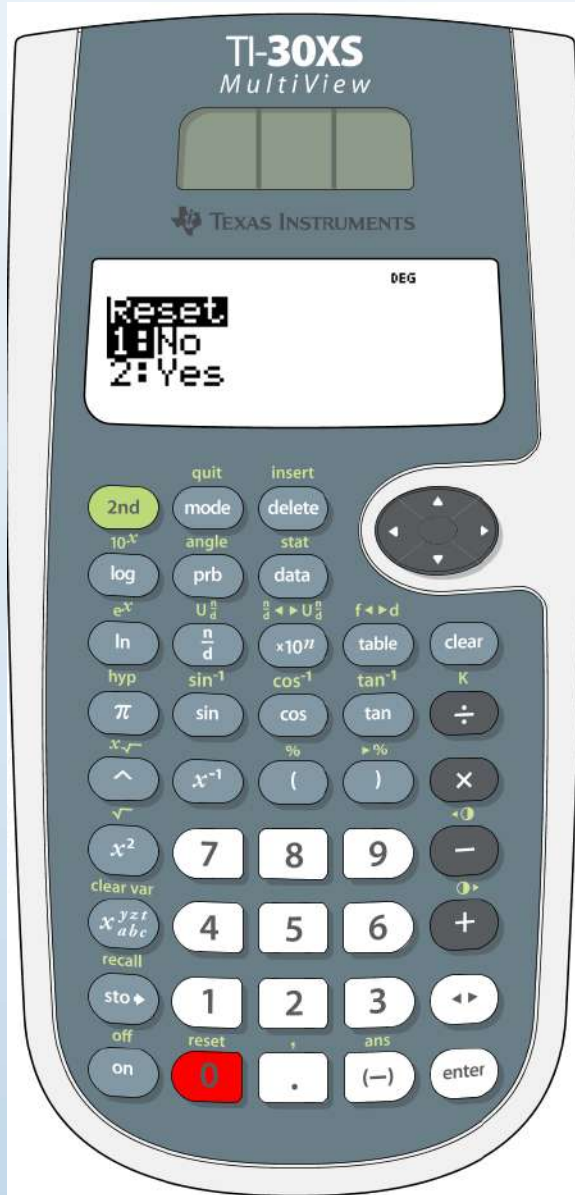 TI-30XS
MultiView
TEXAS INSTRUMENTS
DEG
Reset
1:No
2:Yes
quit insert
2nd mode delete
10^x angle stat
log prb data
e^x U n/d n/d ◄► U n/d f◄►d
ln n/d ×10^n table clear
hyp sin⁻¹ cos⁻¹ tan⁻¹ K
π sin cos tan ÷
x√ % ►%
^ x⁻¹ ( ) ×
√ ◄◐
x² 7 8 9 −
clear var ◐►
x yzt abc 4 5 6 +
recall
sto► 1 2 3 ◄►
off reset , ans
on 0 . (−) enter